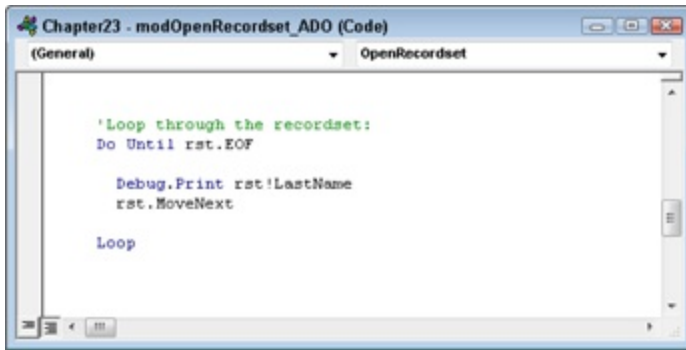 Chapter23 - modOpenRecordset_ADO (Code)
(General) OpenRecordset
'Loop through the recordset:
Do Until rst.EOF
Debug.Print rst!LastName
rst.MoveNext
Loop